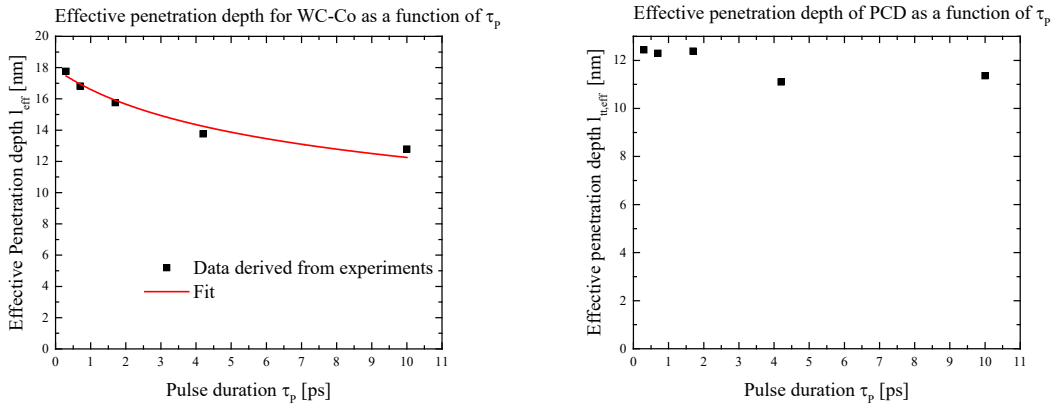 Effective penetration depth for WC-Co as a function of τp
Effective Penetration depth leff [nm]
20
18
16
14
12
10
8
6
4
2
0
Data derived from experiments
Fit
0 1 2 3 4 5 6 7 8 9 10 11
Pulse duration τp [ps]
Effective penetration depth of PCD as a function of τp
Effective penetration depth ltt,eff [nm]
12
10
8
6
4
2
0
0 1 2 3 4 5 6 7 8 9 10 11
Pulse duration τp [ps]